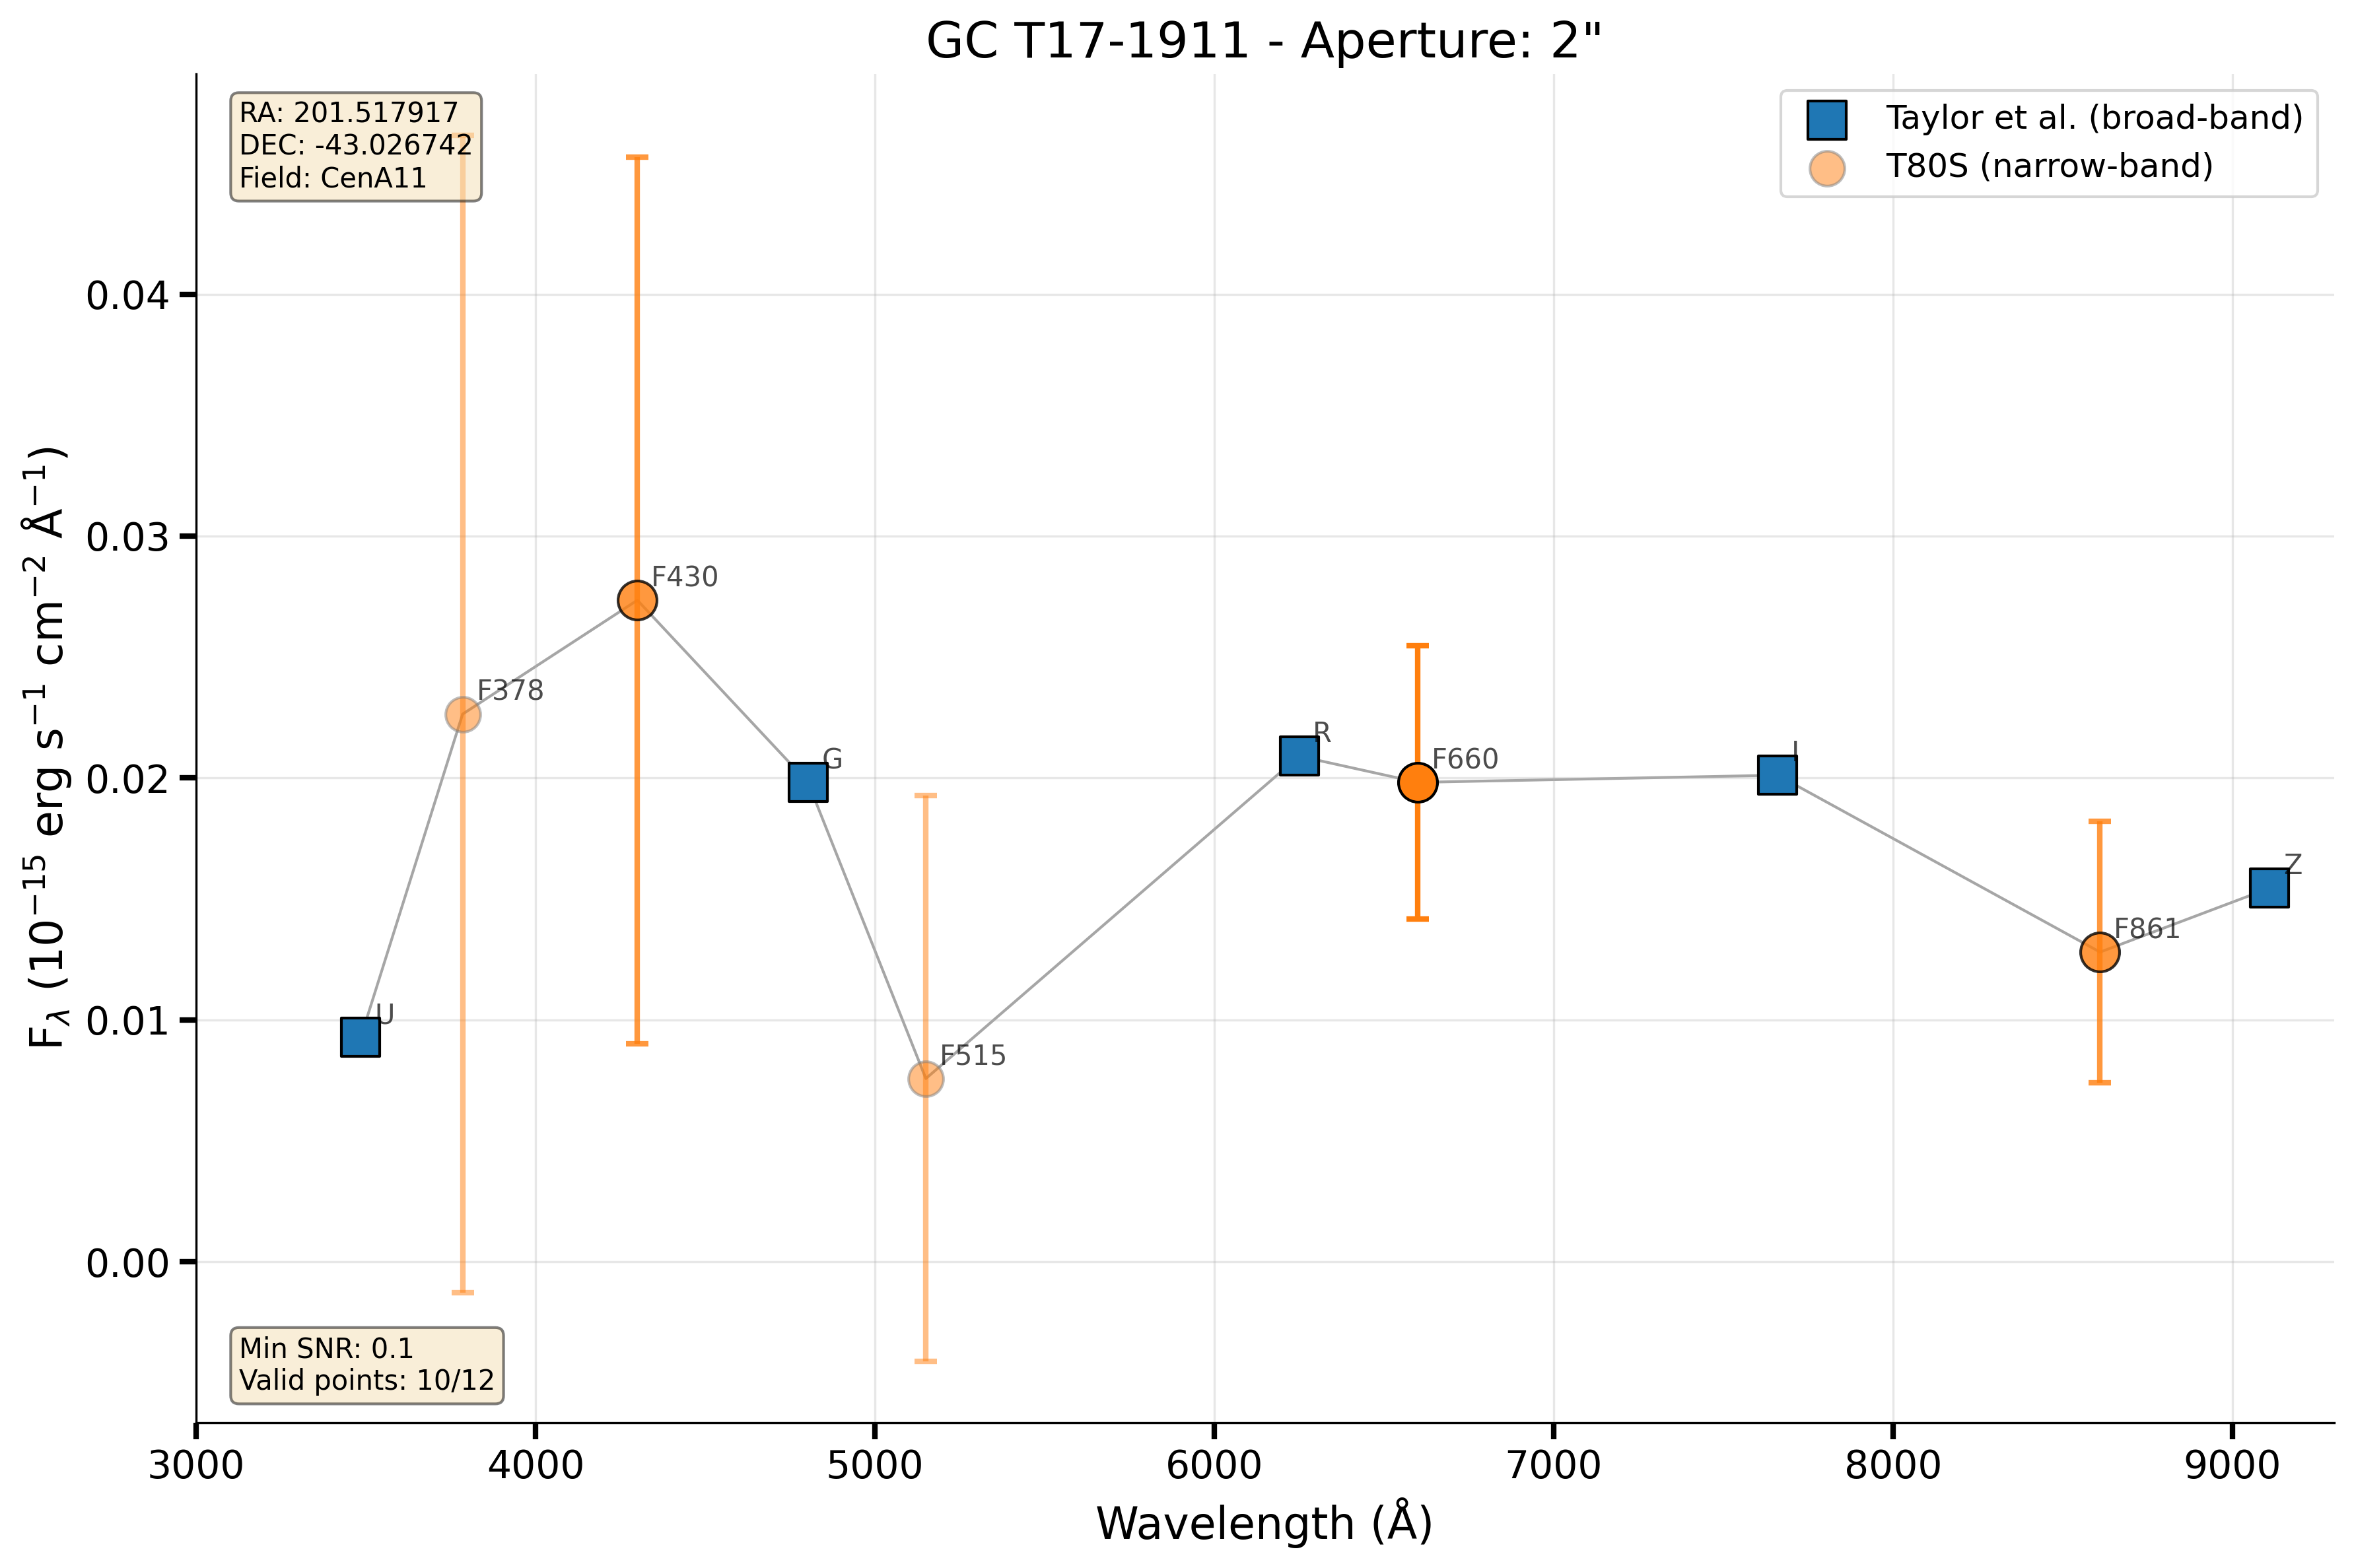 GC T17-1911 - Aperture: 2"
RA: 201.517917
DEC: -43.026742
Field: CenA11
Taylor et al. (broad-band)
T80S (narrow-band)
F_λ (10⁻¹⁵ erg s⁻¹ cm⁻² Å⁻¹)
0.04
0.03
0.02
0.01
0.00
U
F378
F430
G
F515
R
F660
I
F861
Z
Min SNR: 0.1
Valid points: 10/12
3000 4000 5000 6000 7000 8000 9000
Wavelength (Å)